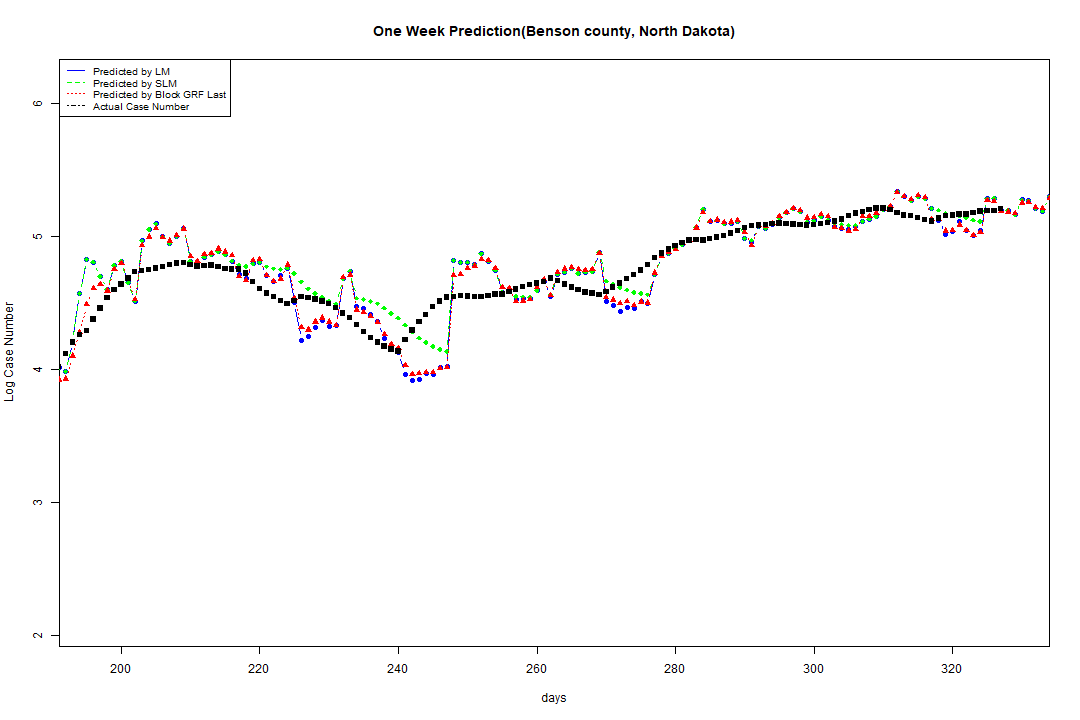 One Week Prediction(Benson county, North Dakota)
Predicted by LM
Predicted by SLM
Predicted by Block GRF Last
Actual Case Number
6
5
4
3
2
Log Case Number
200 220 240 260 280 300 320
days